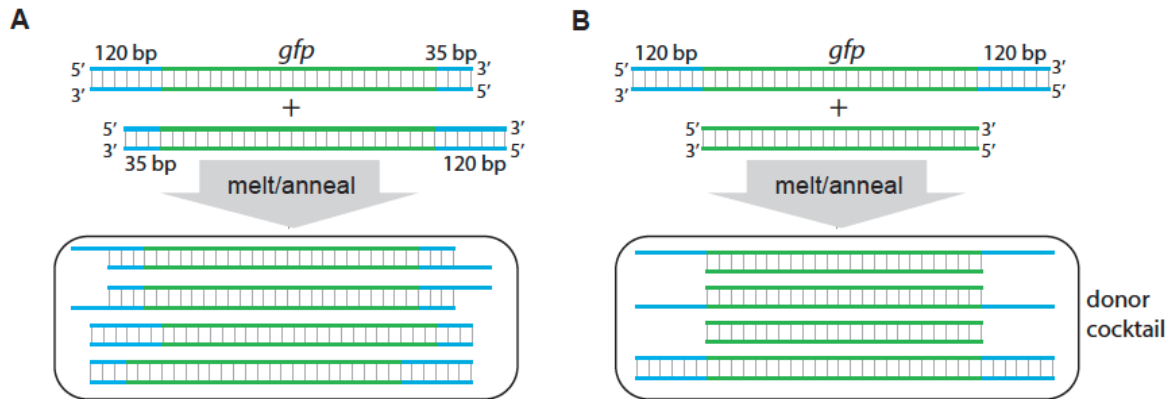 A
B
120 bp gfp 35 bp
5’ 3’
3’ 5’
+
5’ 3’
3’ 5’
35 bp 120 bp
melt/anneal
120 bp gfp 120 bp
5’ 3’
3’ 5’
+
5’ 3’
3’ 5’
melt/anneal
donor
cocktail